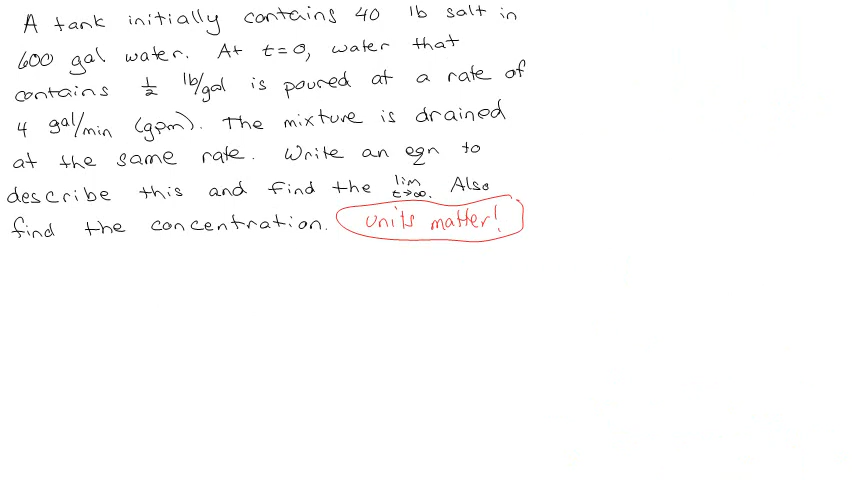 A tank initially contains 40 lb salt in
600 gal water. At t=0, water that
contains 1/2 lb/gal is poured at a rate of
4 gal/min (gpm). The mixture is drained
at the same rate. Write an eqn to
describe this and find the lim t→∞. Also
find the concentration. units matter!